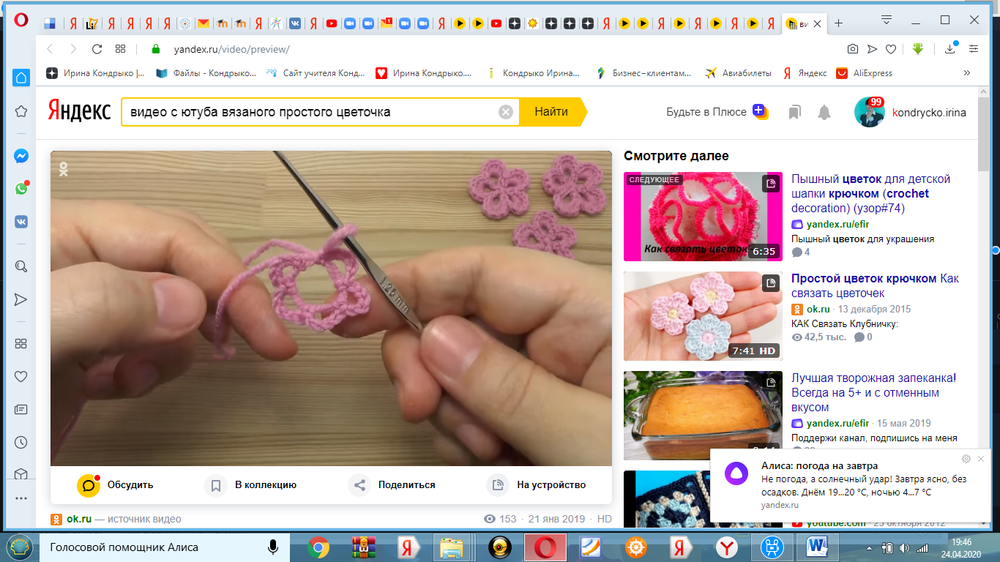 ви
yandex.ru/video/preview/
Ирина Кондрыко |...
Файлы - Кондрыко...
Сайт учителя Конд...
Ирина Кондрыко....
Кондрыко Ирина...
Бизнес–клиентам...
Авиабилеты
Яндекс
AliExpress
Яндекс
видео с ютуба вязаного простого цветочка
Найти
Будьте в Плюсе
99
kondrycko.irina
1,25 mm
Обсудить
В коллекцию
Поделиться
На устройство
ok.ru — источник видео
153 · 21 янв 2019 · HD
Смотрите далее
СЛЕДУЮЩЕЕ
Как связать цветок
6:35
Пышный цветок для детской
шапки крючком (crochet
decoration) (узор#74)
yandex.ru/efir
Пышный цветок для украшения
4
7:41 HD
Простой цветок крючком Как
связать цветочек
ok.ru · 13 декабря 2015
КАК Связать Клубничку:
42,5 тыс. 0
Лучшая творожная запеканка!
Всегда на 5+ и с отменным
вкусом
yandex.ru/efir · 15 мая 2019
Поддержи канал, подпишись на меня
Алиса: погода на завтра
Не погода, а солнечный удар! Завтра ясно, без
осадков. Днём 19...20 °С, ночью 4...7 °С
yandex.ru
youtube.com · 25 октября 2012
Голосовой помощник Алиса
19:46
24.04.2020